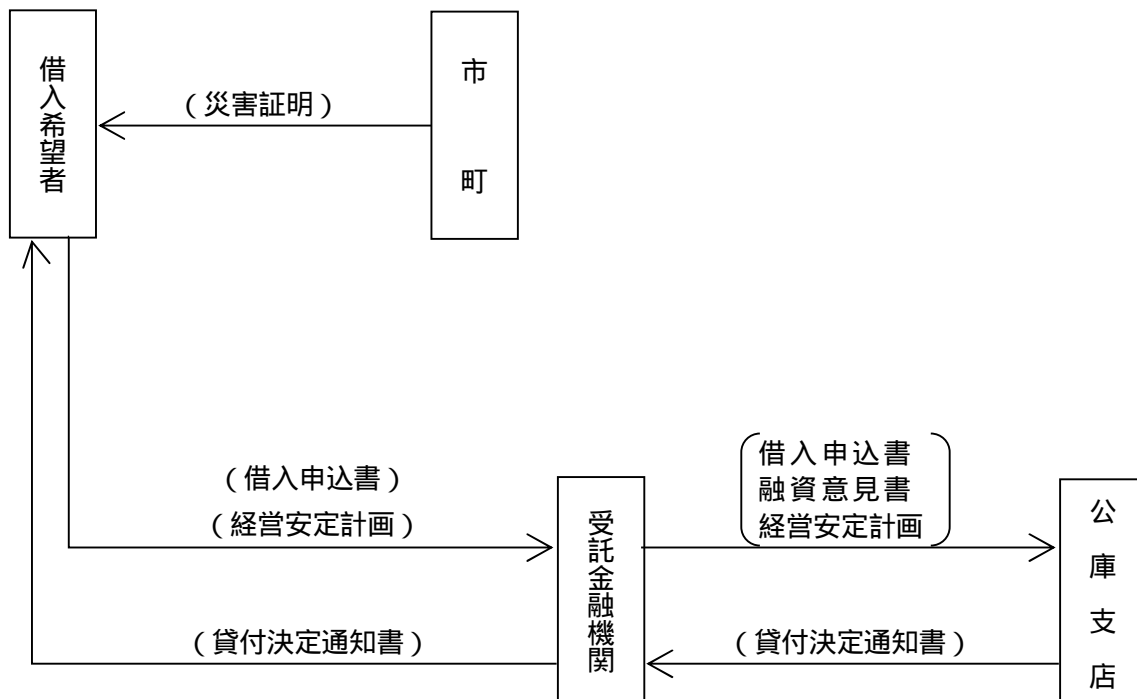 借入希望者
市町
(災害証明)
(借入申込書)
(経営安定計画)
借入申込書
融資意見書
経営安定計画
受託金融機関
公庫支店
(貸付決定通知書)
(貸付決定通知書)